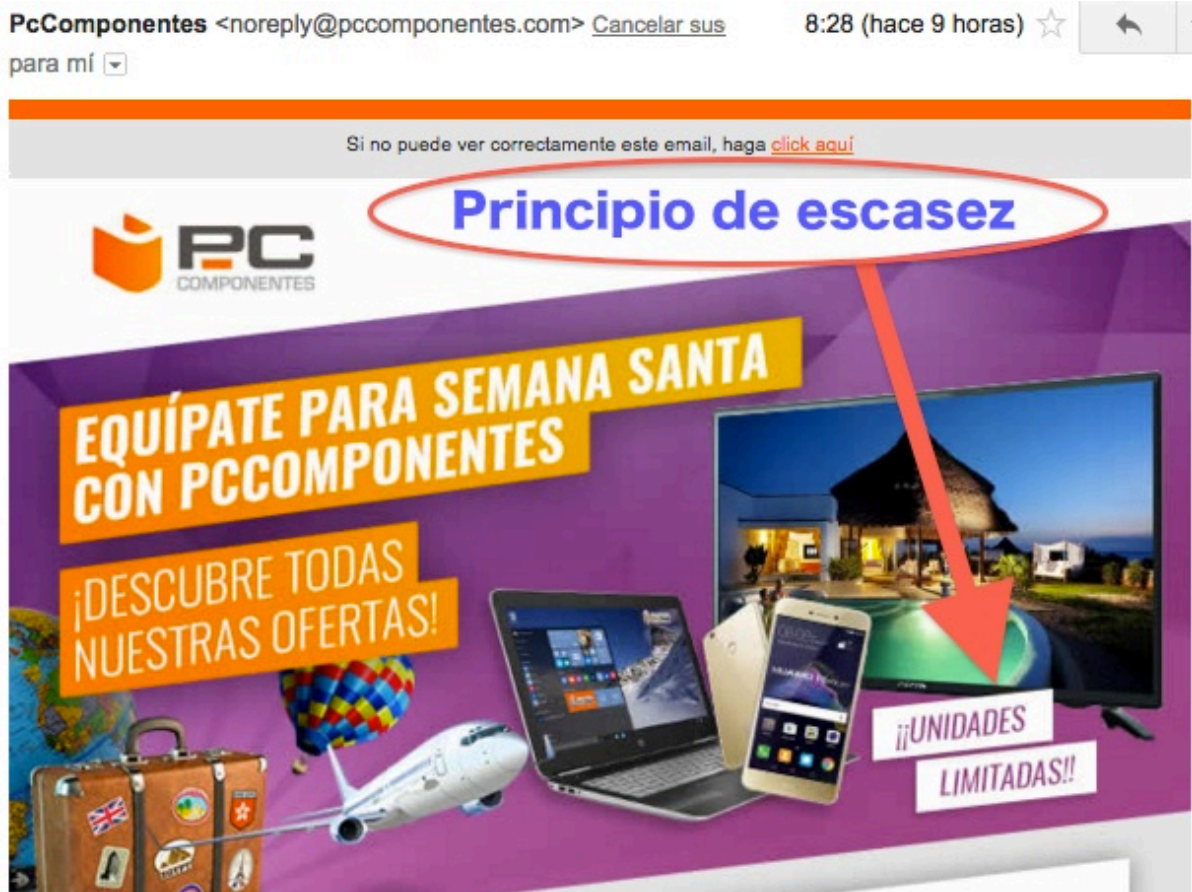 PcComponentes <noreply@pccomponentes.com> Cancelar sus
8:28 (hace 9 horas)
para mí
Si no puede ver correctamente este email, haga click aquí
Principio de escasez
PC
COMPONENTES
EQUÍPATE PARA SEMANA SANTA
CON PCCOMPONENTES
¡DESCUBRE TODAS
NUESTRAS OFERTAS!
¡¡UNIDADES
LIMITADAS!!